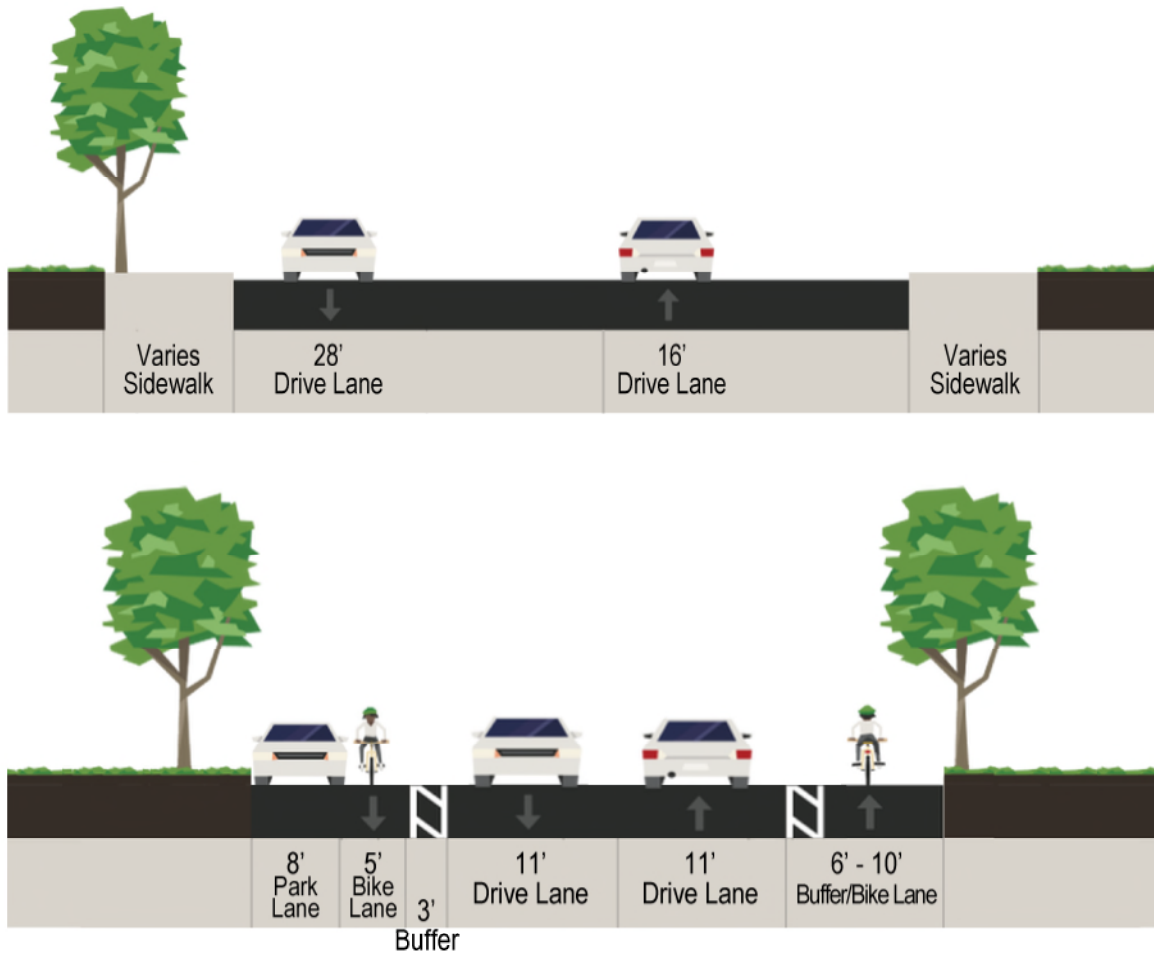 Varies
Sidewalk
28'
Drive Lane
16'
Drive Lane
Varies
Sidewalk
8'
Park
Lane
5'
Bike
Lane
3'
Buffer
11'
Drive Lane
11'
Drive Lane
6' - 10'
Buffer/Bike Lane